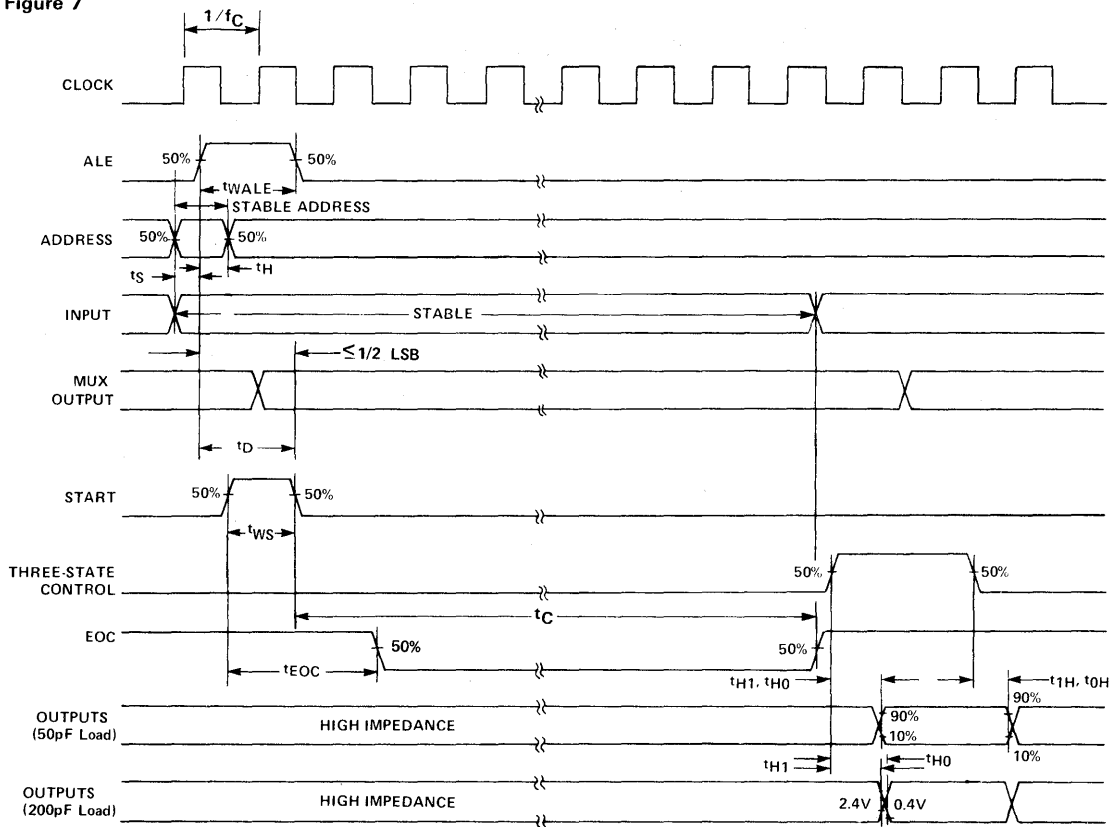 Figure 7
1/fC
CLOCK
ALE
50%
50%
tWALE
STABLE ADDRESS
ADDRESS
50%
50%
tS
tH
INPUT
STABLE
≤1/2 LSB
MUX
OUTPUT
tD
START
50%
50%
tWS
THREE-STATE
CONTROL
50%
50%
tC
EOC
50%
50%
tEOC
tH1, tH0
t1H, t0H
OUTPUTS
(50pF Load)
HIGH IMPEDANCE
90%
10%
90%
10%
tH1
tH0
OUTPUTS
(200pF Load)
HIGH IMPEDANCE
2.4V
0.4V